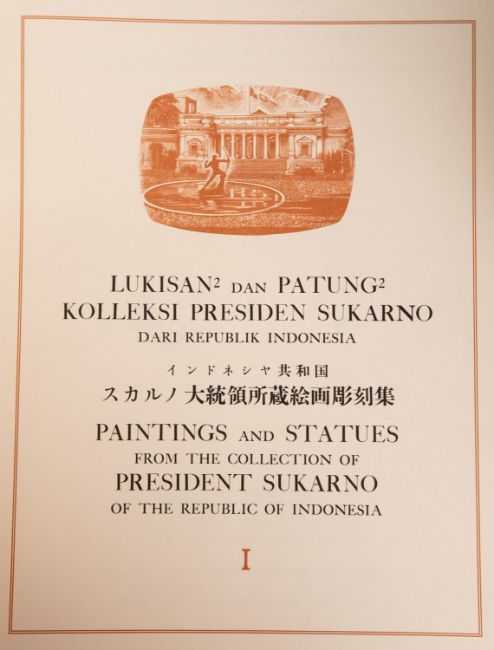 LUKISAN² DAN PATUNG²
KOLLEKSI PRESIDEN SUKARNO
DARI REPUBLIK INDONESIA
インドネシヤ共和国
スカルノ大統領所蔵絵画彫刻集
PAINTINGS AND STATUES
FROM THE COLLECTION OF
PRESIDENT SUKARNO
OF THE REPUBLIC OF INDONESIA
I